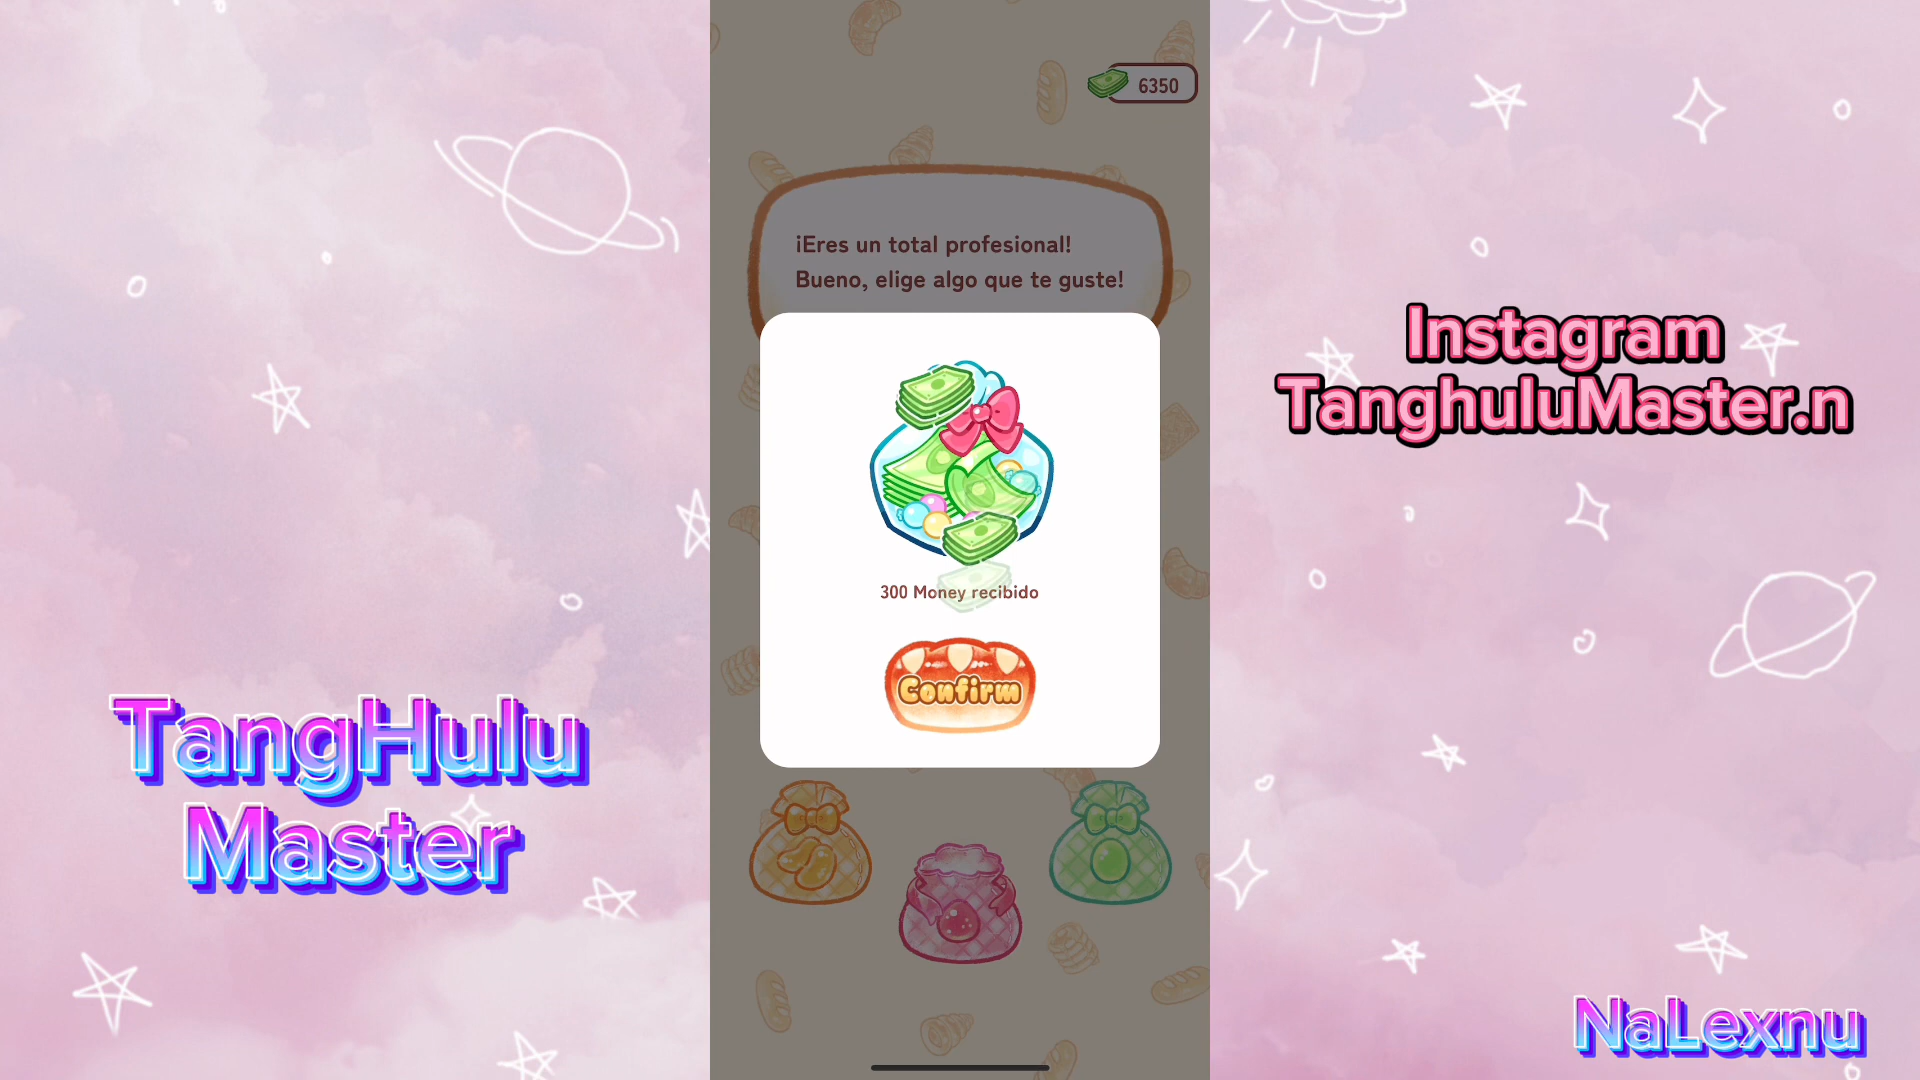 6350
¡Eres un total profesional!
Bueno, elige algo que te guste!
300 Money recibido
Confirm
TangHulu
Master
Instagram
TanghuluMaster.n
NaLexnu